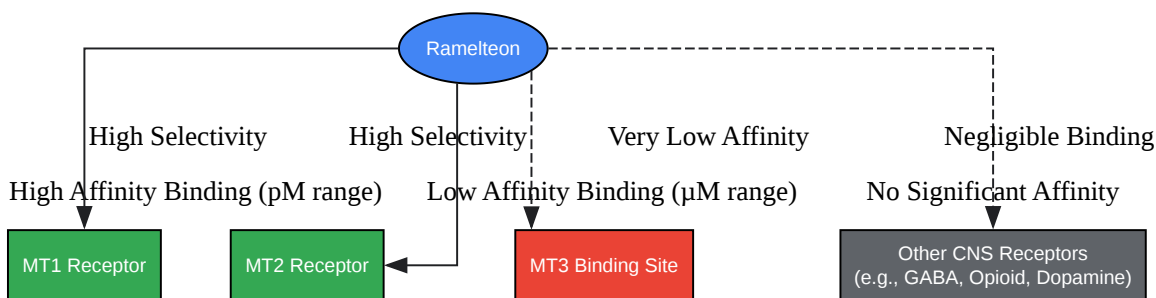 Ramelteon
High Selectivity
High Selectivity
Very Low Affinity
Negligible Binding
High Affinity Binding (pM range)
Low Affinity Binding (μM range)
No Significant Affinity
MT1 Receptor
MT2 Receptor
MT3 Binding Site
Other CNS Receptors
(e.g., GABA, Opioid, Dopamine)